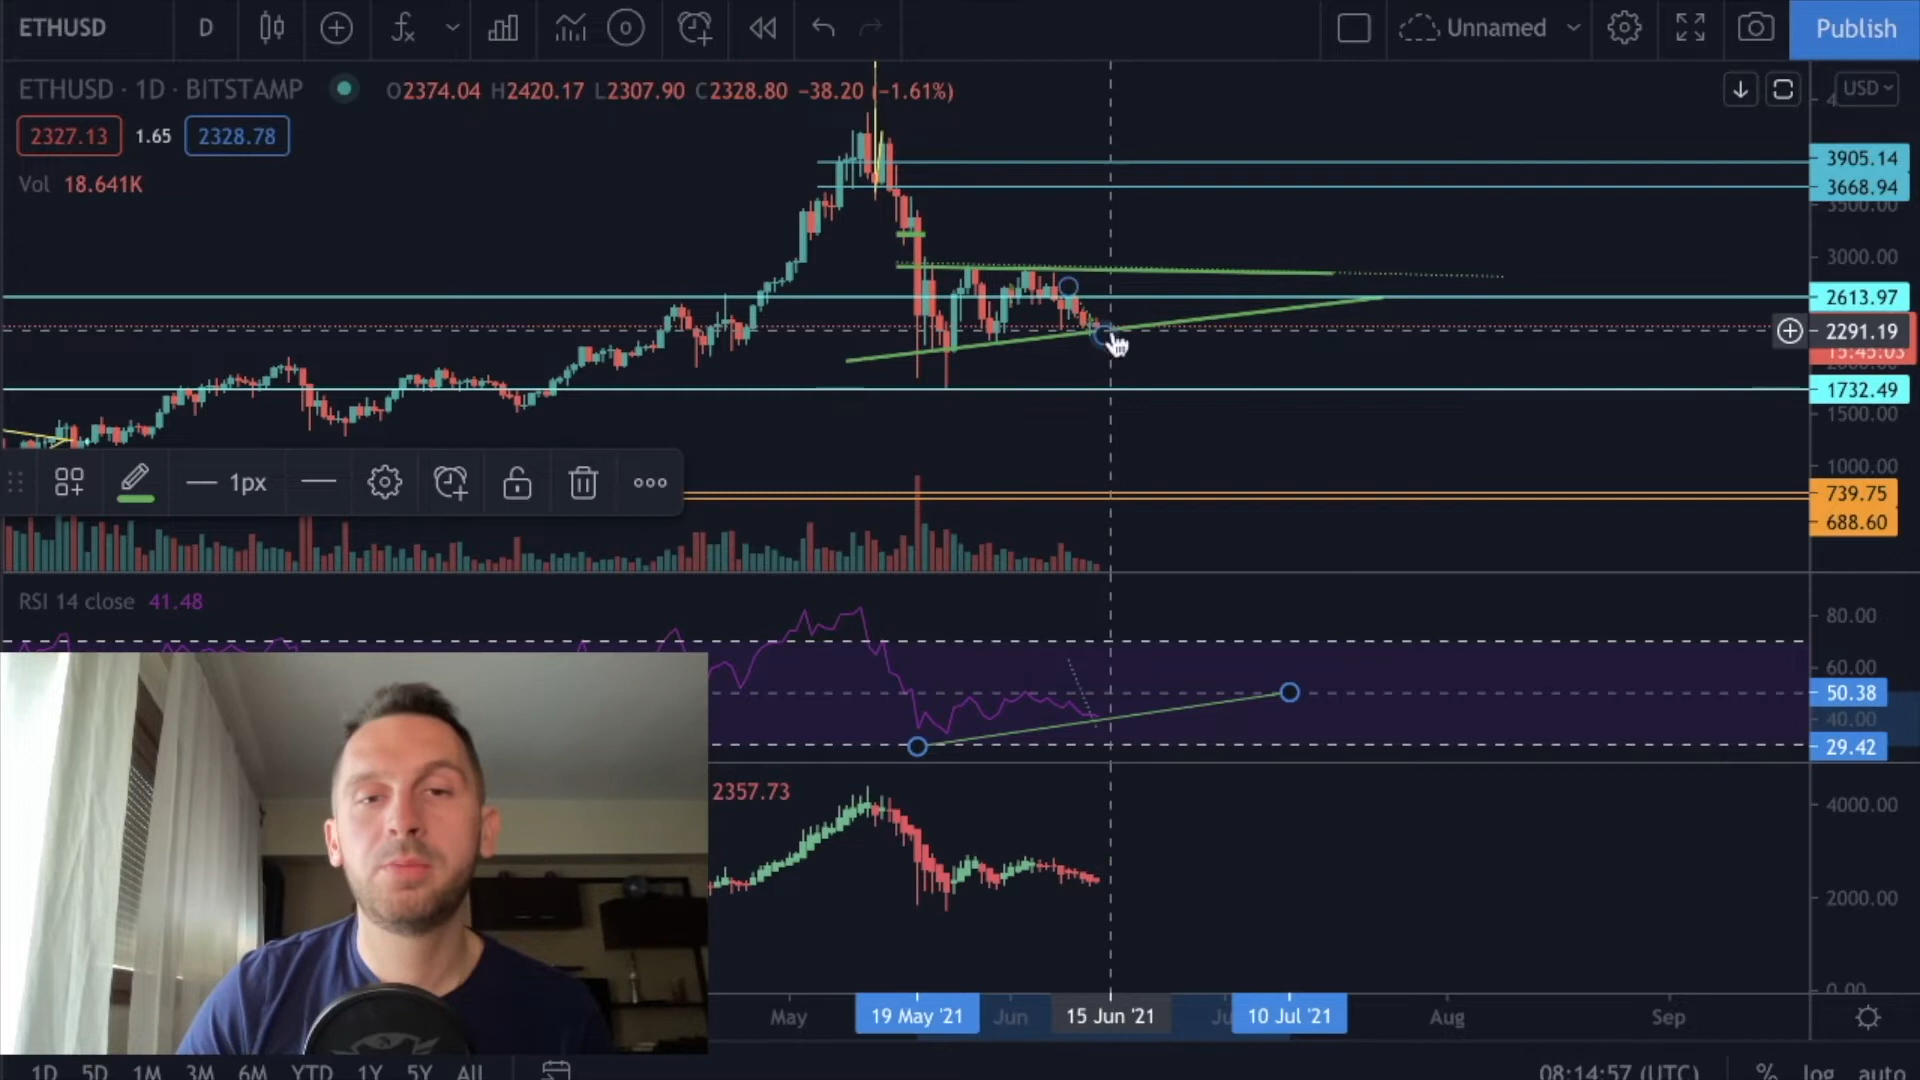 ETHUSD D fx Unnamed Publish
ETHUSD · 1D · BITSTAMP O2374.04 H2420.17 L2307.90 C2328.80 −38.20 (−1.61%) USD
2327.13 1.65 2328.78
Vol 18.641K
3905.14
3668.94
3500.00
3000.00
2613.97
2291.19
15:45:03
1732.49
1500.00
1px
1000.00
739.75
688.60
RSI 14 close 41.48
80.00
60.00
50.38
40.00
29.42
2357.73
4000.00
2000.00
0.00
May 19 May '21 Jun 15 Jun '21 10 Jul '21 Aug Sep
1D 5D 1M 3M 6M YTD 1Y 5Y All 08:14:57 (UTC) % log auto